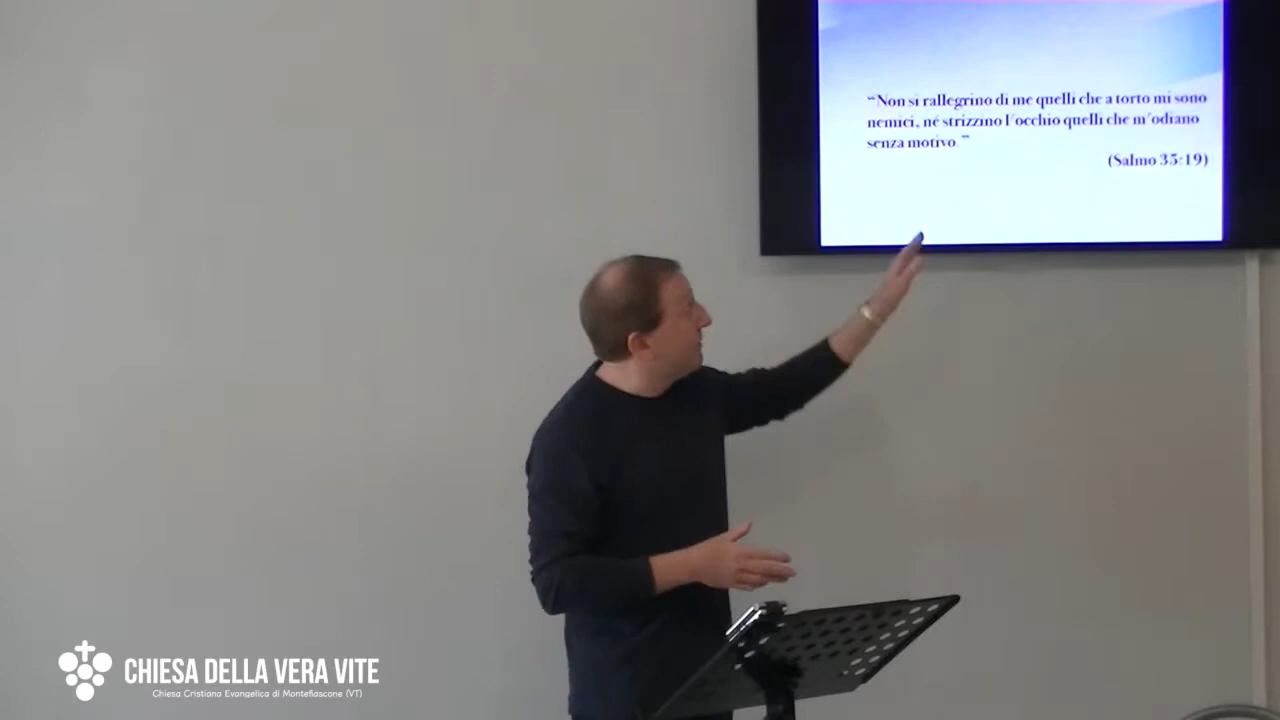 “Non si rallegrino di me quelli che a torto mi sono
nemici, né strizzino l'occhio quelli che m'odiano
senza motivo.”
(Salmo 35:19)
CHIESA DELLA VERA VITE
Chiesa Cristiana Evangelica di Montefiascone (VT)